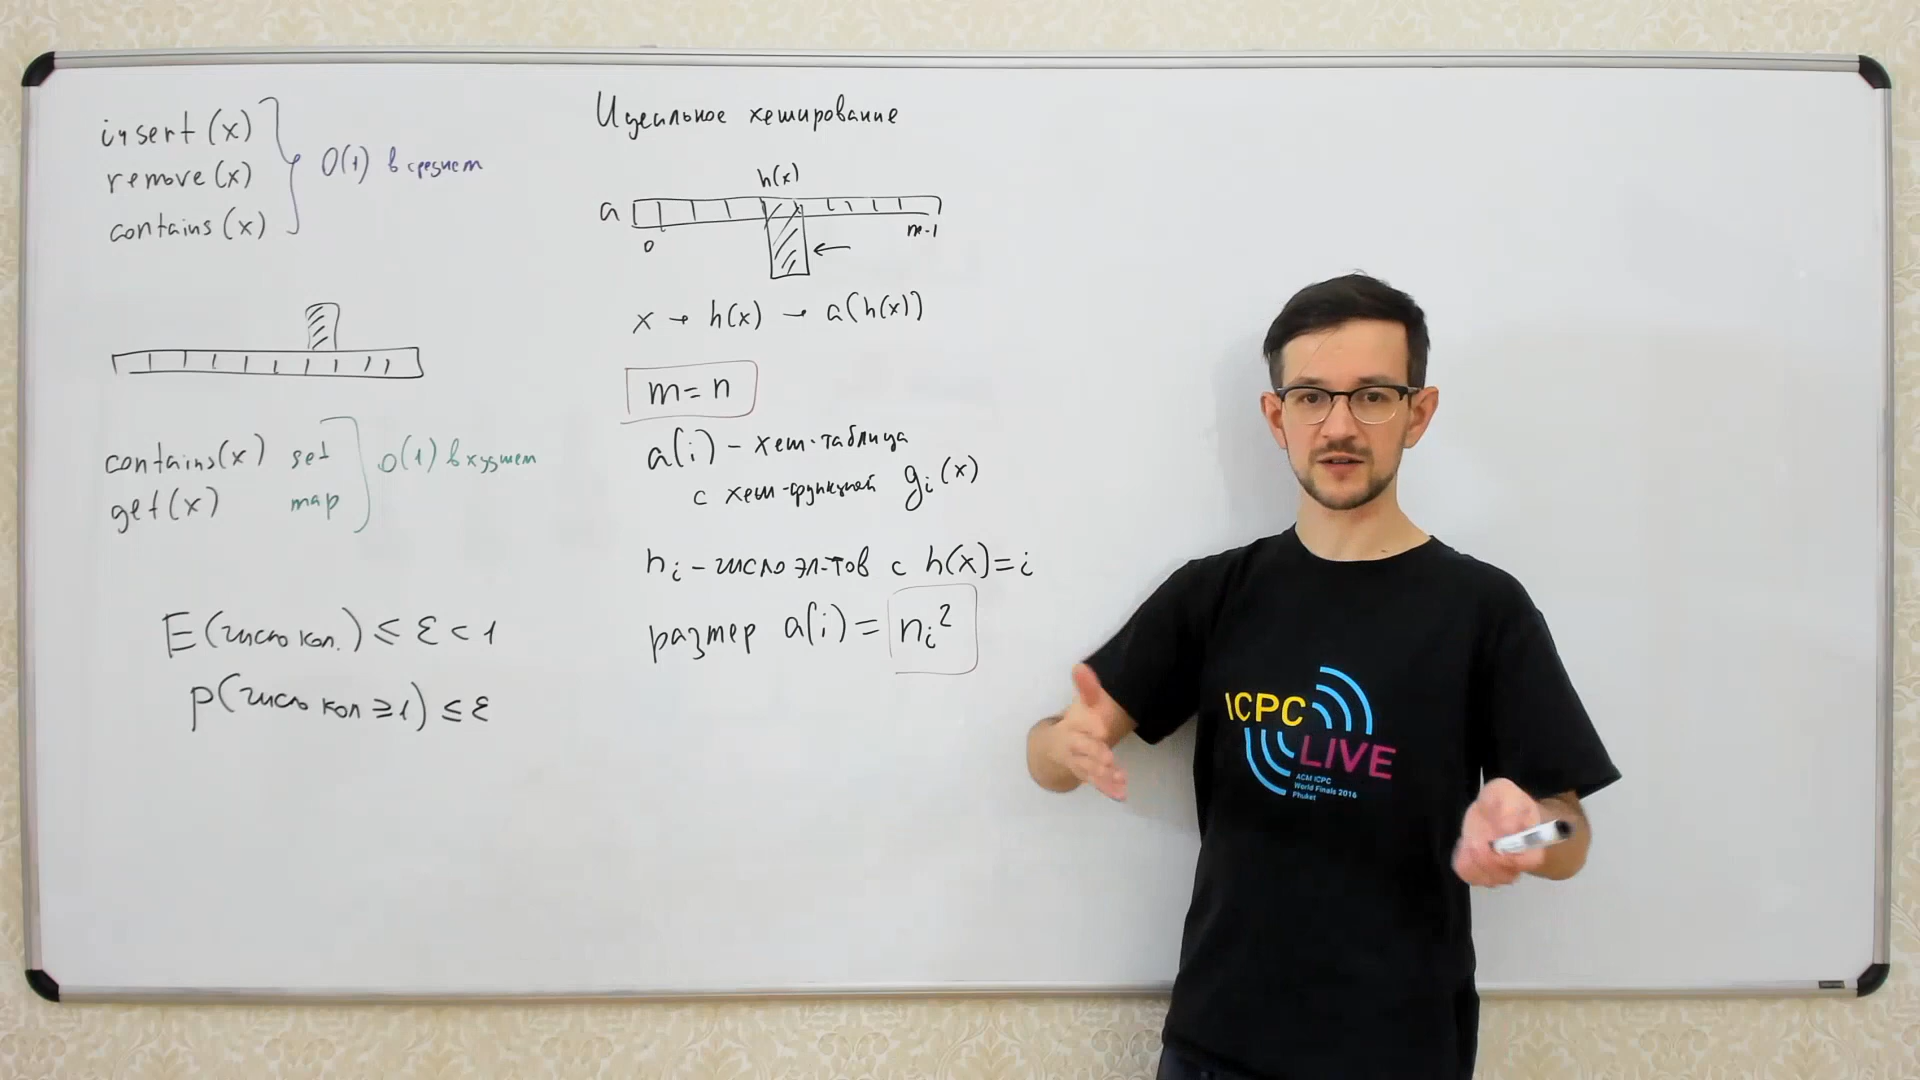 insert (x)
remove (x)
contains (x)
O(1) в среднем
contains(x) set
get(x) map
O(1) в худшем
E(число кол.) ≤ ε < 1
p(число кол ≥ 1) ≤ ε
Идеальное хеширование
h(x)
a
0
m-1
x → h(x) → a[h(x)]
m = n
a[i) – хеш-таблица
с хеш-функцией gᵢ(x)
nᵢ – число эл-тов с h(x)=i
размер a[i) = nᵢ²
ICPC
LIVE
ACM ICPC
World Finals 2016
Phuket